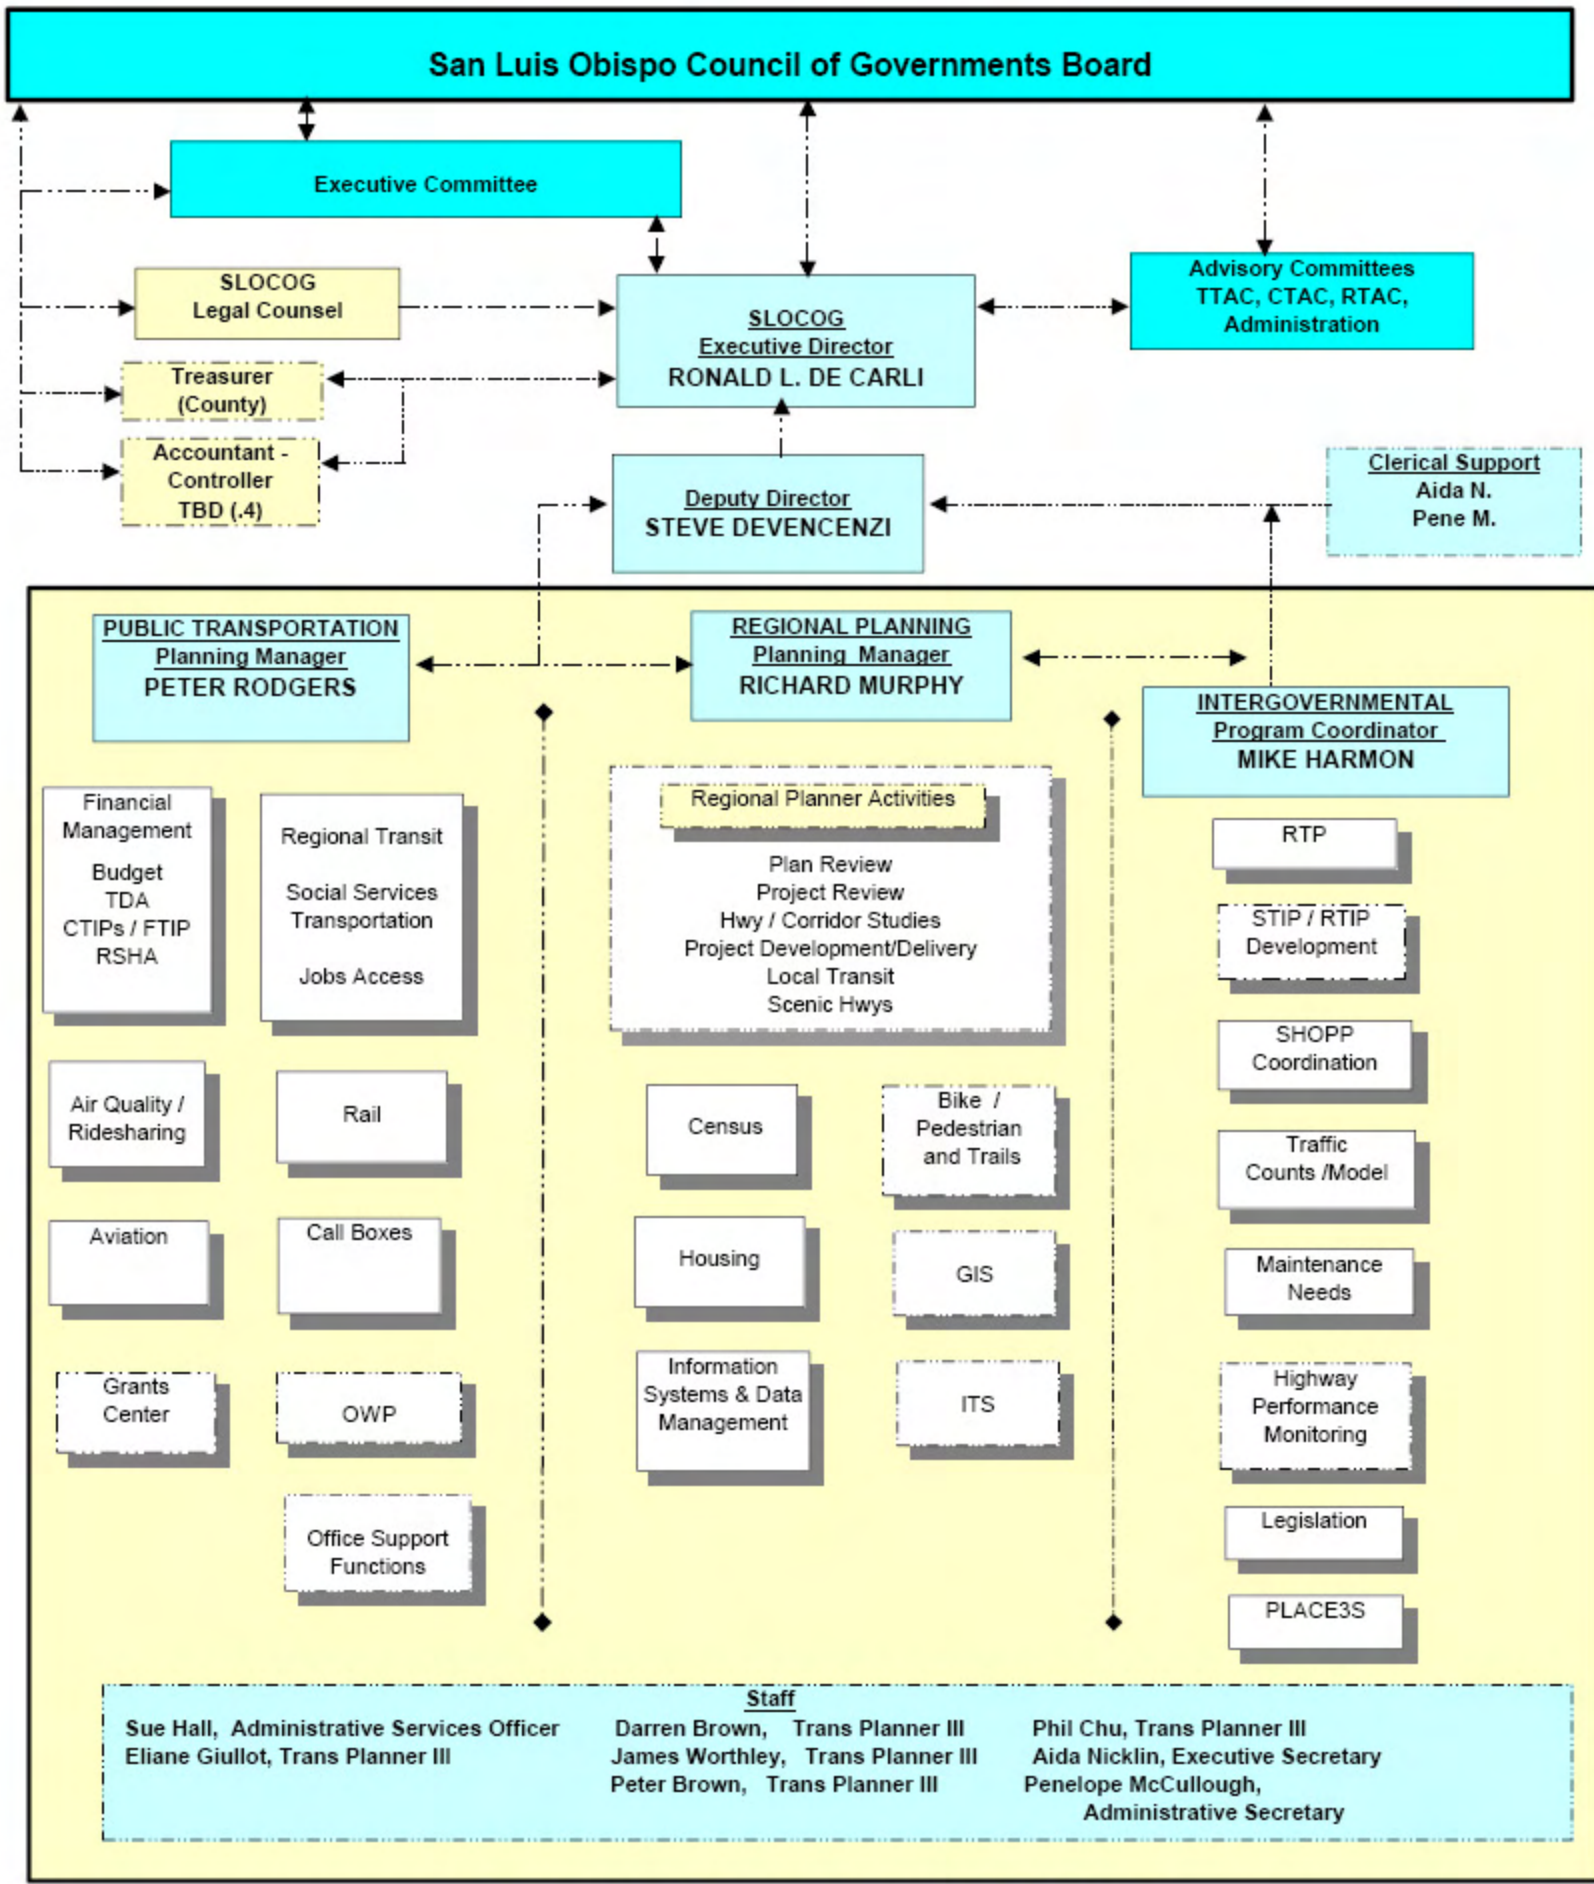 San Luis Obispo Council of Governments Board
Executive Committee
SLOCOG
Legal Counsel
Treasurer
(County)
Accountant -
Controller
TBD (.4)
SLOCOG
Executive Director
RONALD L. DE CARLI
Advisory Committees
TTAC, CTAC, RTAC,
Administration
Deputy Director
STEVE DEVENCENZI
Clerical Support
Aida N.
Pene M.
PUBLIC TRANSPORTATION
Planning Manager
PETER RODGERS
REGIONAL PLANNING
Planning Manager
RICHARD MURPHY
INTERGOVERNMENTAL
Program Coordinator
MIKE HARMON
Financial
Management
Budget
TDA
CTIPs / FTIP
RSHA
Regional Transit
Social Services
Transportation
Jobs Access
Air Quality /
Ridesharing
Rail
Aviation
Call Boxes
Grants
Center
OWP
Office Support
Functions
Regional Planner Activities
Plan Review
Project Review
Hwy / Corridor Studies
Project Development/Delivery
Local Transit
Scenic Hwys
Census
Bike /
Pedestrian
and Trails
Housing
GIS
Information
Systems & Data
Management
ITS
RTP
STIP / RTIP
Development
SHOPP
Coordination
Traffic
Counts /Model
Maintenance
Needs
Highway
Performance
Monitoring
Legislation
PLACE3S
Staff
Sue Hall, Administrative Services Officer
Eliane Giullot, Trans Planner III
Darren Brown, Trans Planner III
James Worthley, Trans Planner III
Peter Brown, Trans Planner III
Phil Chu, Trans Planner III
Aida Nicklin, Executive Secretary
Penelope McCullough,
Administrative Secretary